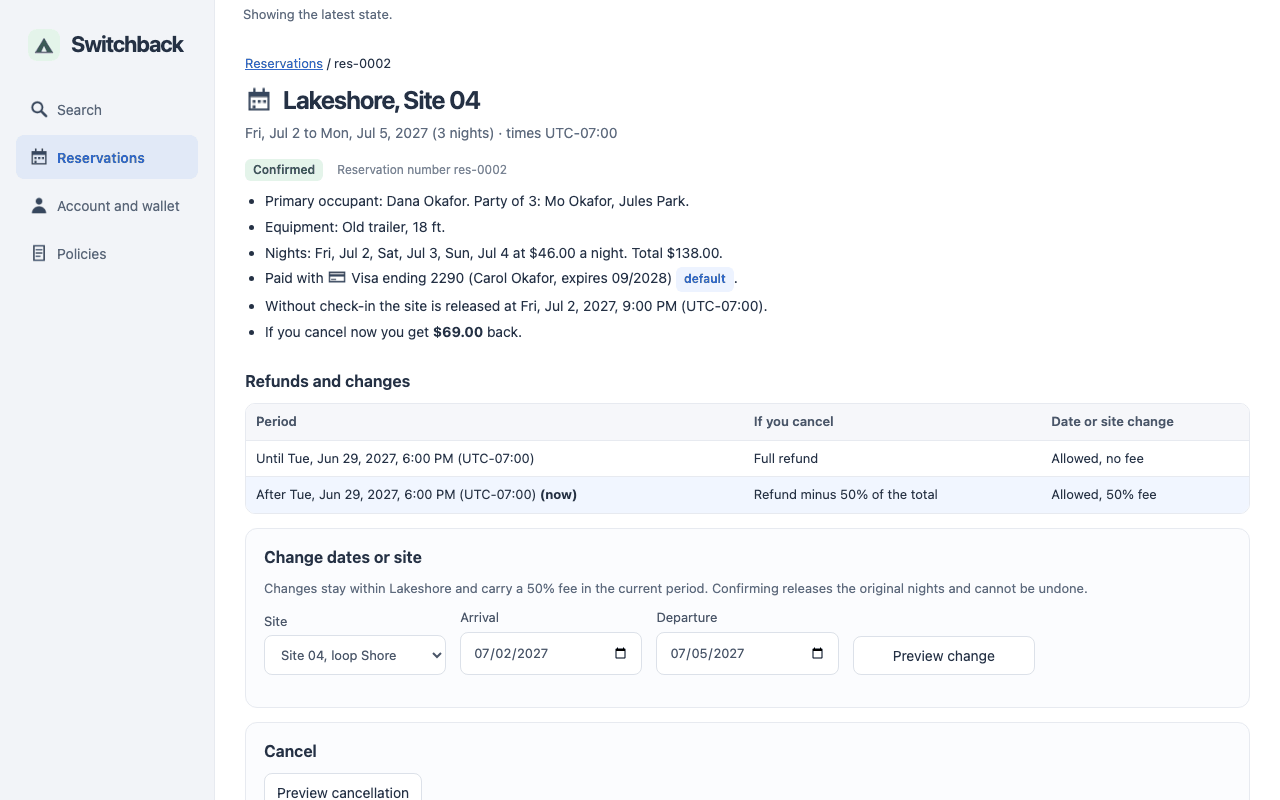 Switchback
Search
Reservations
Account and wallet
Policies
Showing the latest state.
Reservations / res-0002
Lakeshore, Site 04
Fri, Jul 2 to Mon, Jul 5, 2027 (3 nights) · times UTC-07:00
Confirmed Reservation number res-0002
Primary occupant: Dana Okafor. Party of 3: Mo Okafor, Jules Park.
Equipment: Old trailer, 18 ft.
Nights: Fri, Jul 2, Sat, Jul 3, Sun, Jul 4 at $46.00 a night. Total $138.00.
Paid with Visa ending 2290 (Carol Okafor, expires 09/2028) default.
Without check-in the site is released at Fri, Jul 2, 2027, 9:00 PM (UTC-07:00).
If you cancel now you get $69.00 back.
Refunds and changes
Period If you cancel Date or site change
Until Tue, Jun 29, 2027, 6:00 PM (UTC-07:00) Full refund Allowed, no fee
After Tue, Jun 29, 2027, 6:00 PM (UTC-07:00) (now) Refund minus 50% of the total Allowed, 50% fee
Change dates or site
Changes stay within Lakeshore and carry a 50% fee in the current period. Confirming releases the original nights and cannot be undone.
Site Arrival Departure
Site 04, loop Shore 07/02/2027 07/05/2027 Preview change
Cancel
Preview cancellation